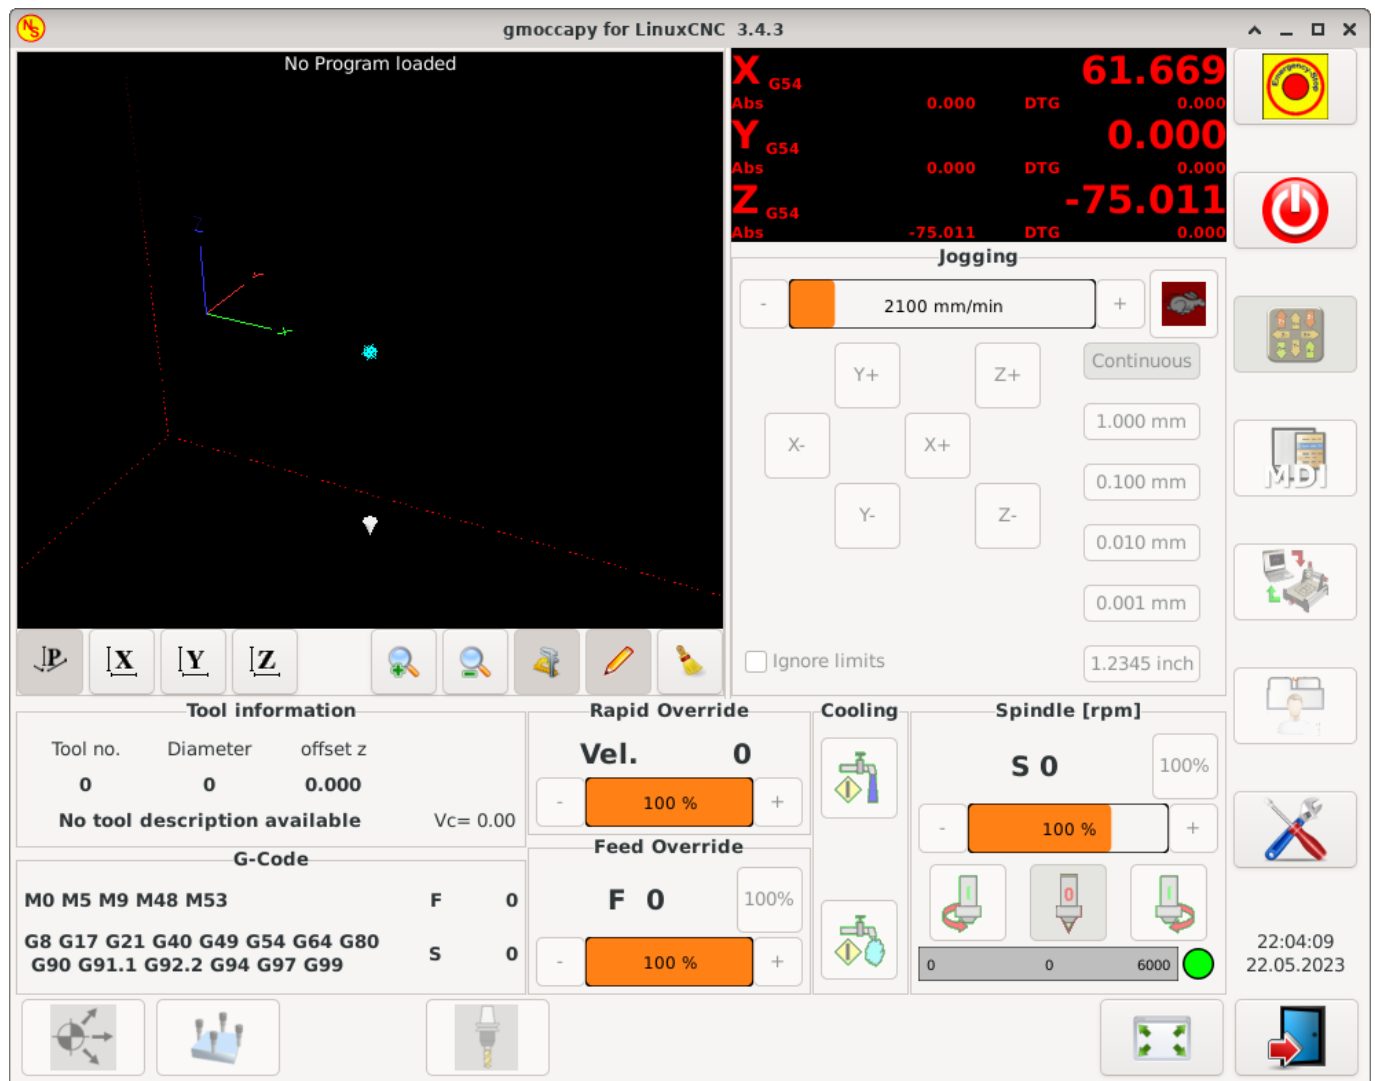 gmoccapy for LinuxCNC 3.4.3
No Program loaded
X G54 61.669
Abs 0.000 DTG 0.000
Y G54 0.000
Abs 0.000 DTG 0.000
Z G54 -75.011
Abs -75.011 DTG 0.000
Emergency-Stop
Jogging
- 2100 mm/min +
Y+ Z+
X- X+
Y- Z-
Continuous
1.000 mm
0.100 mm
0.010 mm
0.001 mm
1.2345 inch
Ignore limits
MDI
P X Y Z
Tool information
Tool no. Diameter offset z
0 0 0.000
No tool description available Vc= 0.00
G-Code
M0 M5 M9 M48 M53 F 0
G8 G17 G21 G40 G49 G54 G64 G80
G90 G91.1 G92.2 G94 G97 G99
S 0
Rapid Override
Vel. 0
- 100 % +
Feed Override
F 0 100%
- 100 % +
Cooling
Spindle [rpm]
S 0 100%
- 100 % +
I 0 I
0 0 6000
22:04:09
22.05.2023